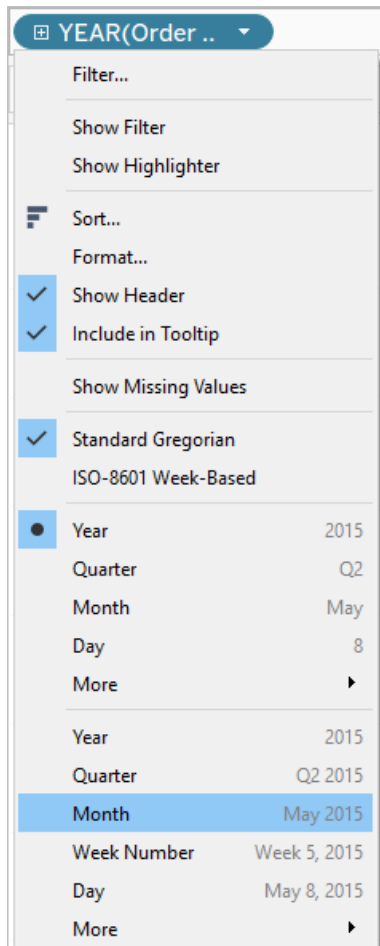 YEAR(Order ..
Filter...
Show Filter
Show Highlighter
Sort...
Format...
Show Header
Include in Tooltip
Show Missing Values
Standard Gregorian
ISO-8601 Week-Based
Year 2015
Quarter Q2
Month May
Day 8
More
Year 2015
Quarter Q2 2015
Month May 2015
Week Number Week 5, 2015
Day May 8, 2015
More